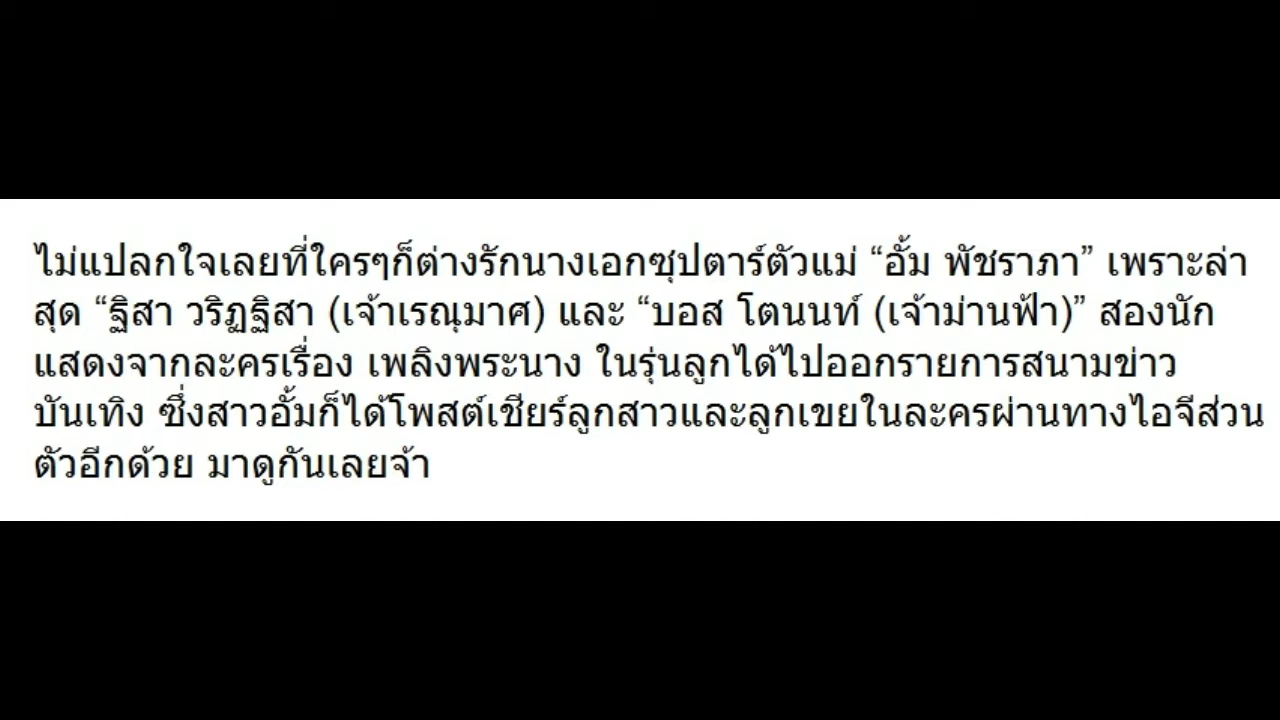 ไม่แปลกใจเลยที่ใครๆก็ต่างรักนางเอกซุปตาร์ตัวแม่ “อั้ม พัชราภา” เพราะล่า
สุด “ฐิสา วริฏฐิสา (เจ้าเรณุมาศ) และ “บอส โตนนท์ (เจ้าม่านฟ้า)” สองนัก
แสดงจากละครเรื่อง เพลิงพระนาง ในรุ่นลูกได้ไปออกรายการสนามข่าว
บันเทิง ซึ่งสาวอั้มก็ได้โพสต์เชียร์ลูกสาวและลูกเขยในละครผ่านทางไอจีส่วน
ตัวอีกด้วย มาดูกันเลยจ้า